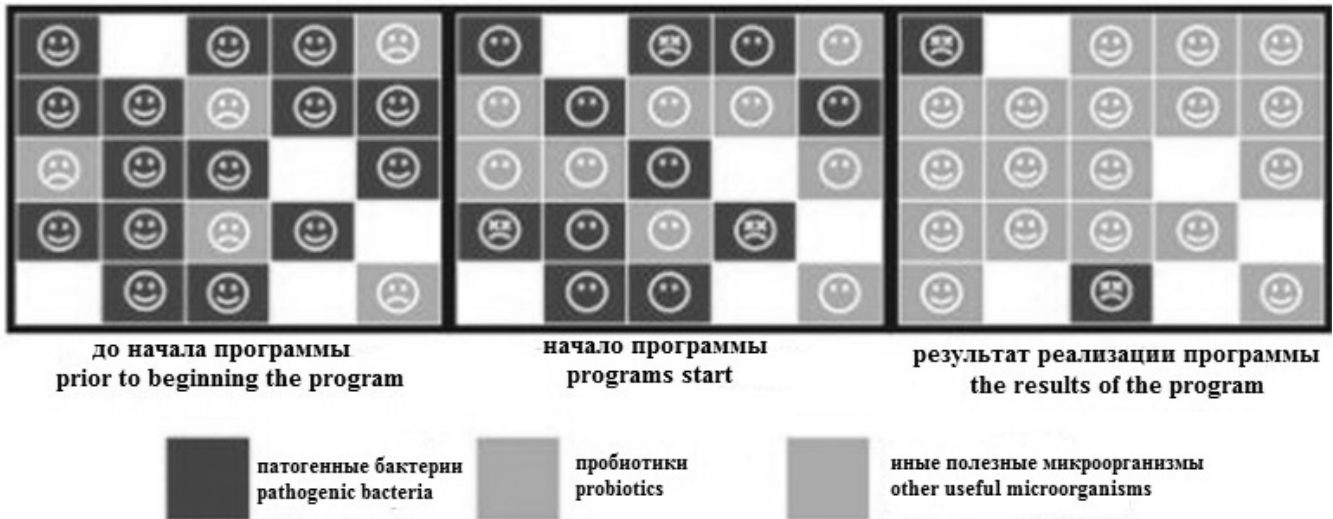 до начала программы
prior to beginning the program
начало программы
programs start
результат реализации программы
the results of the program
патогенные бактерии
pathogenic bacteria
пробиотики
probiotics
иные полезные микроорганизмы
other useful microorganisms